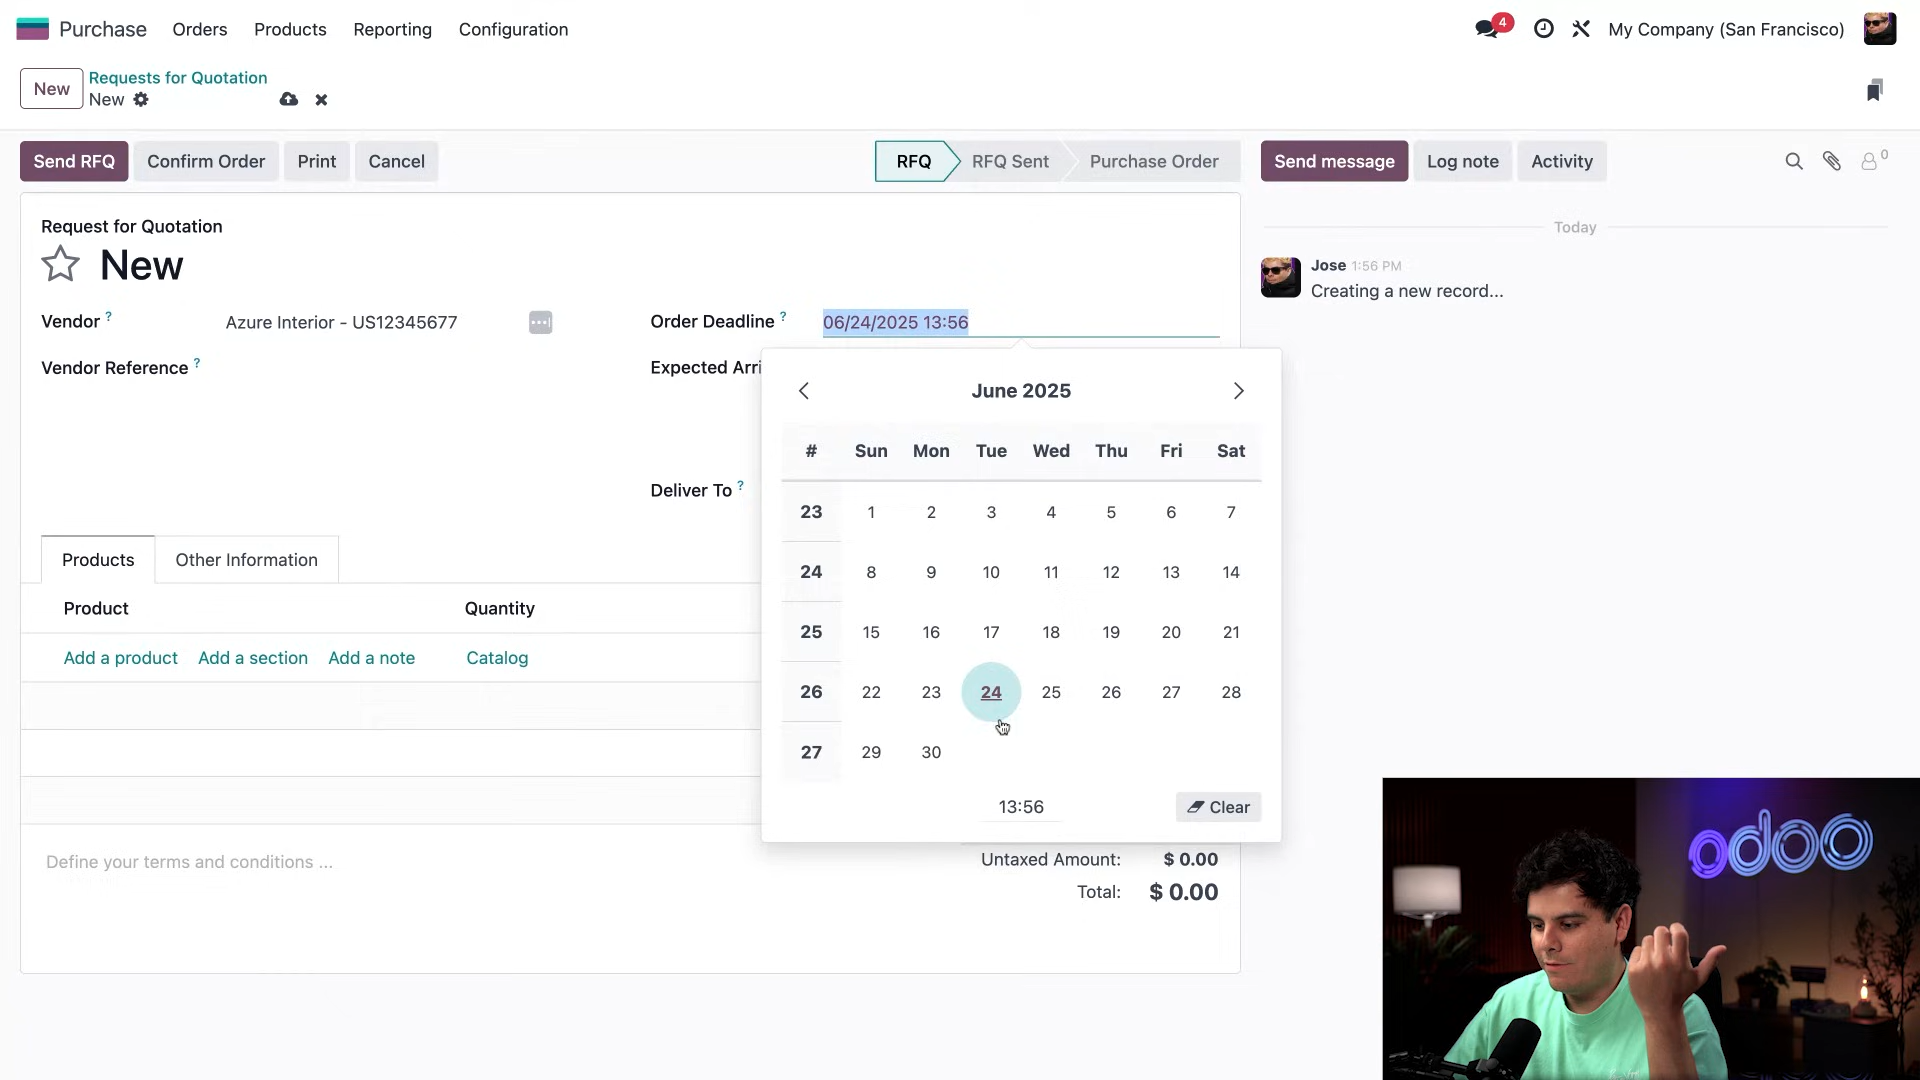 Purchase Orders Products Reporting Configuration
4 My Company (San Francisco)
New
Requests for Quotation
New
Send RFQ Confirm Order Print Cancel
RFQ RFQ Sent Purchase Order
Send message Log note Activity
0
Request for Quotation
New
Vendor ? Azure Interior - US12345677
Order Deadline ? 06/24/2025 13:56
Vendor Reference ?
Expected Arri
Deliver To ?
Today
Jose 1:56 PM
Creating a new record...
June 2025
# Sun Mon Tue Wed Thu Fri Sat
23 1 2 3 4 5 6 7
24 8 9 10 11 12 13 14
25 15 16 17 18 19 20 21
26 22 23 24 25 26 27 28
27 29 30
13:56 Clear
Products Other Information
Product Quantity
Add a product Add a section Add a note Catalog
Define your terms and conditions ...
Untaxed Amount: $ 0.00
Total: $ 0.00
odoo